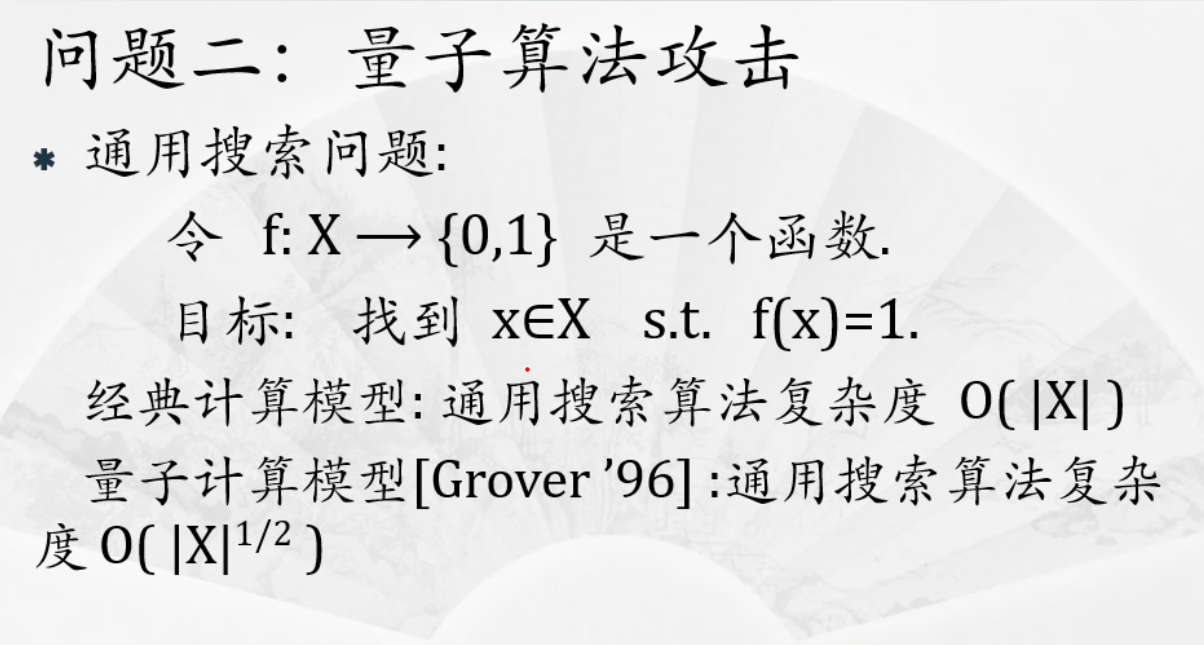 问题二：量子算法攻击
* 通用搜索问题:
令 f: X ⟶ {0,1} 是一个函数.
目标: 找到 x∈X s.t. f(x)=1.
经典计算模型: 通用搜索算法复杂度 O( |X| )
量子计算模型[Grover ’96] :通用搜索算法复杂
度 O( |X|^{1/2} )